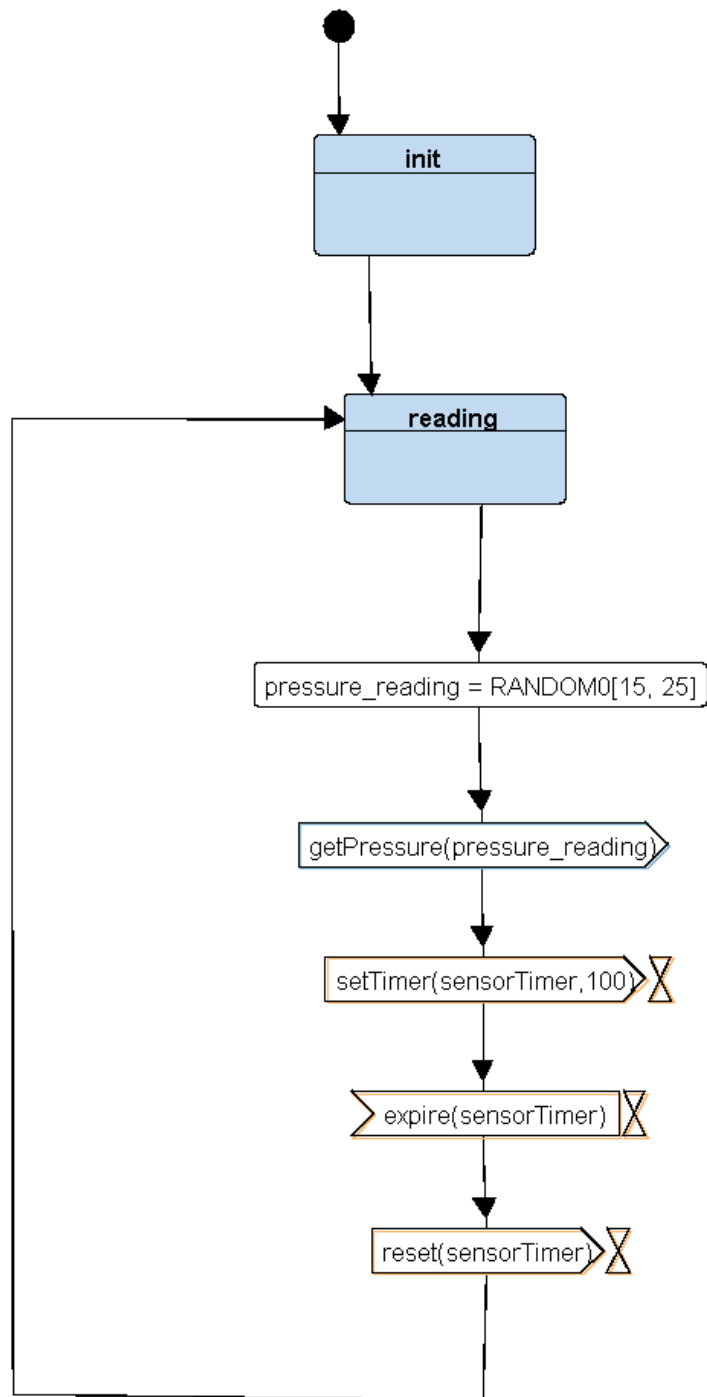 init
reading
pressure_reading = RANDOM0[15, 25]
getPressure(pressure_reading)
setTimer(sensorTimer,100)
expire(sensorTimer)
reset(sensorTimer)